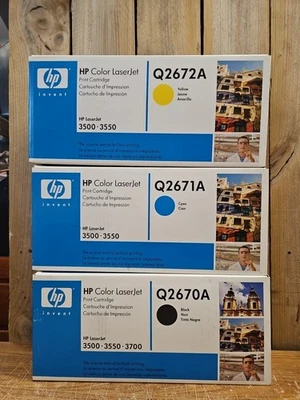 hp
invent
HP Color LaserJet
Print Cartridge
Cartouche d'Impression
Cartucho de Impresión
HP LaserJet
3500 · 3550
Q2672A
Yellow
Jaune
Amarillo
hp
invent
HP Color LaserJet
Print Cartridge
Cartouche d'Impression
Cartucho de Impresión
HP LaserJet
3500 · 3550
Q2671A
Cyan
Cyan
Cian
hp
invent
HP Color LaserJet
Print Cartridge
Cartouche d'Impression
Cartucho de Impresión
HP LaserJet
3500 · 3550 · 3700
Q2670A
Black
Noir
Tinta Negra